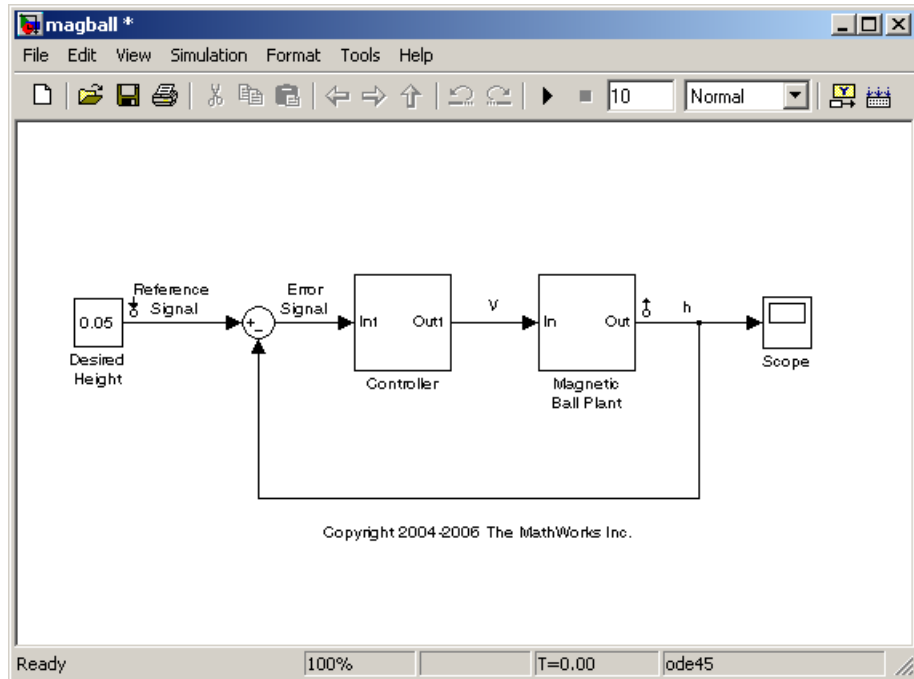 magball *
File Edit View Simulation Format Tools Help
10 Normal
Reference
Signal
Error
Signal
0.05
+
-
In1 Out1
V
In Out
h
Desired
Height
Controller
Magnetic
Ball Plant
Scope
Copyright 2004-2006 The MathWorks Inc.
Ready 100% T=0.00 ode45